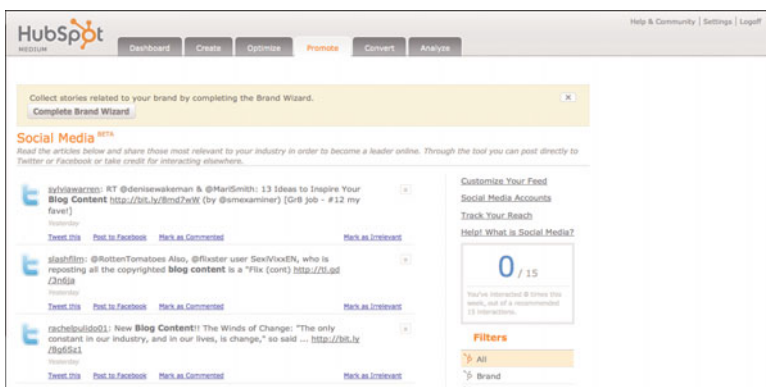 Help & Community | Settings | Logoff
HubSpot
MEDIUM
Dashboard
Create
Optimize
Promote
Convert
Analyze
Collect stories related to your brand by completing the Brand Wizard.
Complete Brand Wizard
Social Media BETA
Read the articles below and share those most relevant to your industry in order to become a leader online. Through the tool you can post directly to
Twitter or Facebook or take credit for interacting elsewhere.
sylviawarren: RT @denisewakeman & @MariSmith: 13 Ideas to Inspire Your
Blog Content http://bit.ly/8md7wW (by @smexaminer) [Gr8 job - #12 my
fave!]
Yesterday
Tweet this Post to Facebook Mark as Commented Mark as Irrelevant
slashfilm: @RottenTomatoes Also, @flixster user SexiVixxEN, who is
reposting all the copyrighted blog content is a "Flix (cont) http://tl.gd
/3n6ja
Yesterday
Tweet this Post to Facebook Mark as Commented Mark as Irrelevant
rachelpulido01: New Blog Content!! The Winds of Change: "The only
constant in our industry, and in our lives, is change," so said ... http://bit.ly
/8g6Sz1
Yesterday
Tweet this Post to Facebook Mark as Commented Mark as Irrelevant
Customize Your Feed
Social Media Accounts
Track Your Reach
Help! What is Social Media?
0 / 15
You've interacted 0 times this
week, out of a recommended
15 interactions.
Filters
All
Brand